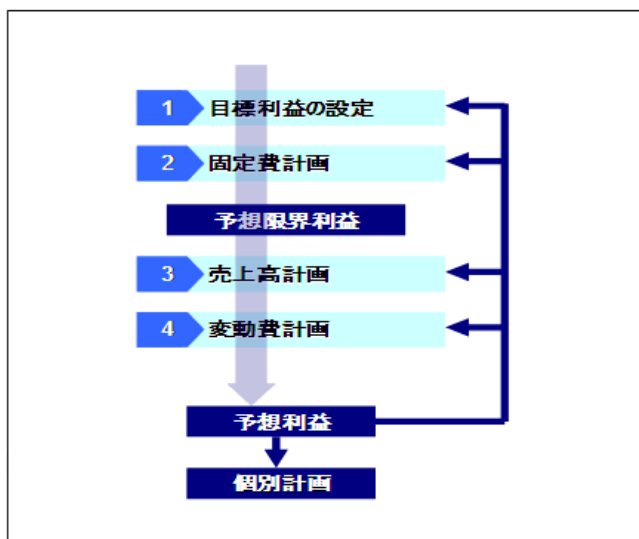 1 目標利益の設定
2 固定費計画
予想限界利益
3 売上高計画
4 変動費計画
予想利益
個別計画